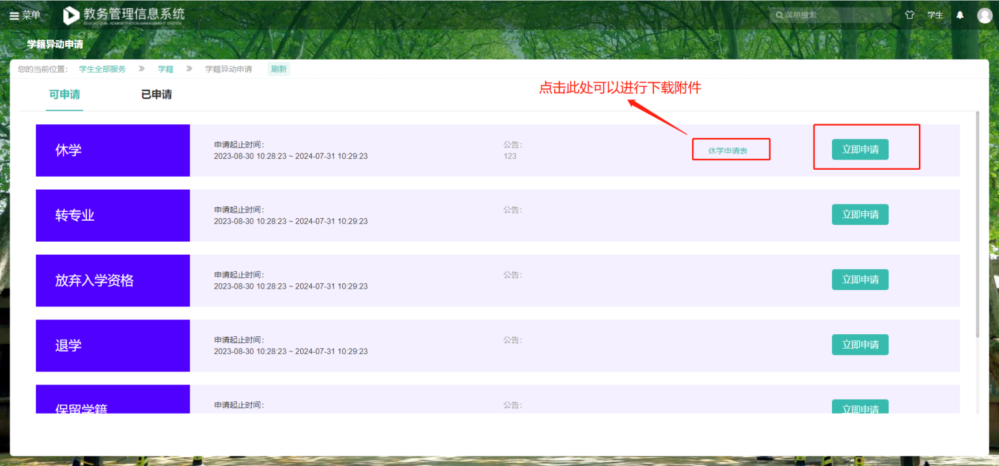 菜单
教务管理信息系统
EDUCATIONAL ADMINISTRATION MANAGEMENT SYSTEM
菜单搜索
学生
学籍异动申请
您的当前位置： 学生全部服务 » 学籍 » 学籍异动申请 刷新
可申请 已申请
点击此处可以进行下载附件
休学
申请起止时间：
2023-08-30 10:28:23 ~ 2024-07-31 10:29:23
公告：
123
休学申请表
立即申请
转专业
申请起止时间：
2023-08-30 10:28:23 ~ 2024-07-31 10:29:23
公告：
立即申请
放弃入学资格
申请起止时间：
2023-08-30 10:28:23 ~ 2024-07-31 10:29:23
公告：
立即申请
退学
申请起止时间：
2023-08-30 10:28:23 ~ 2024-07-31 10:29:23
公告：
立即申请
保留学籍
申请起止时间：
公告：
立即申请